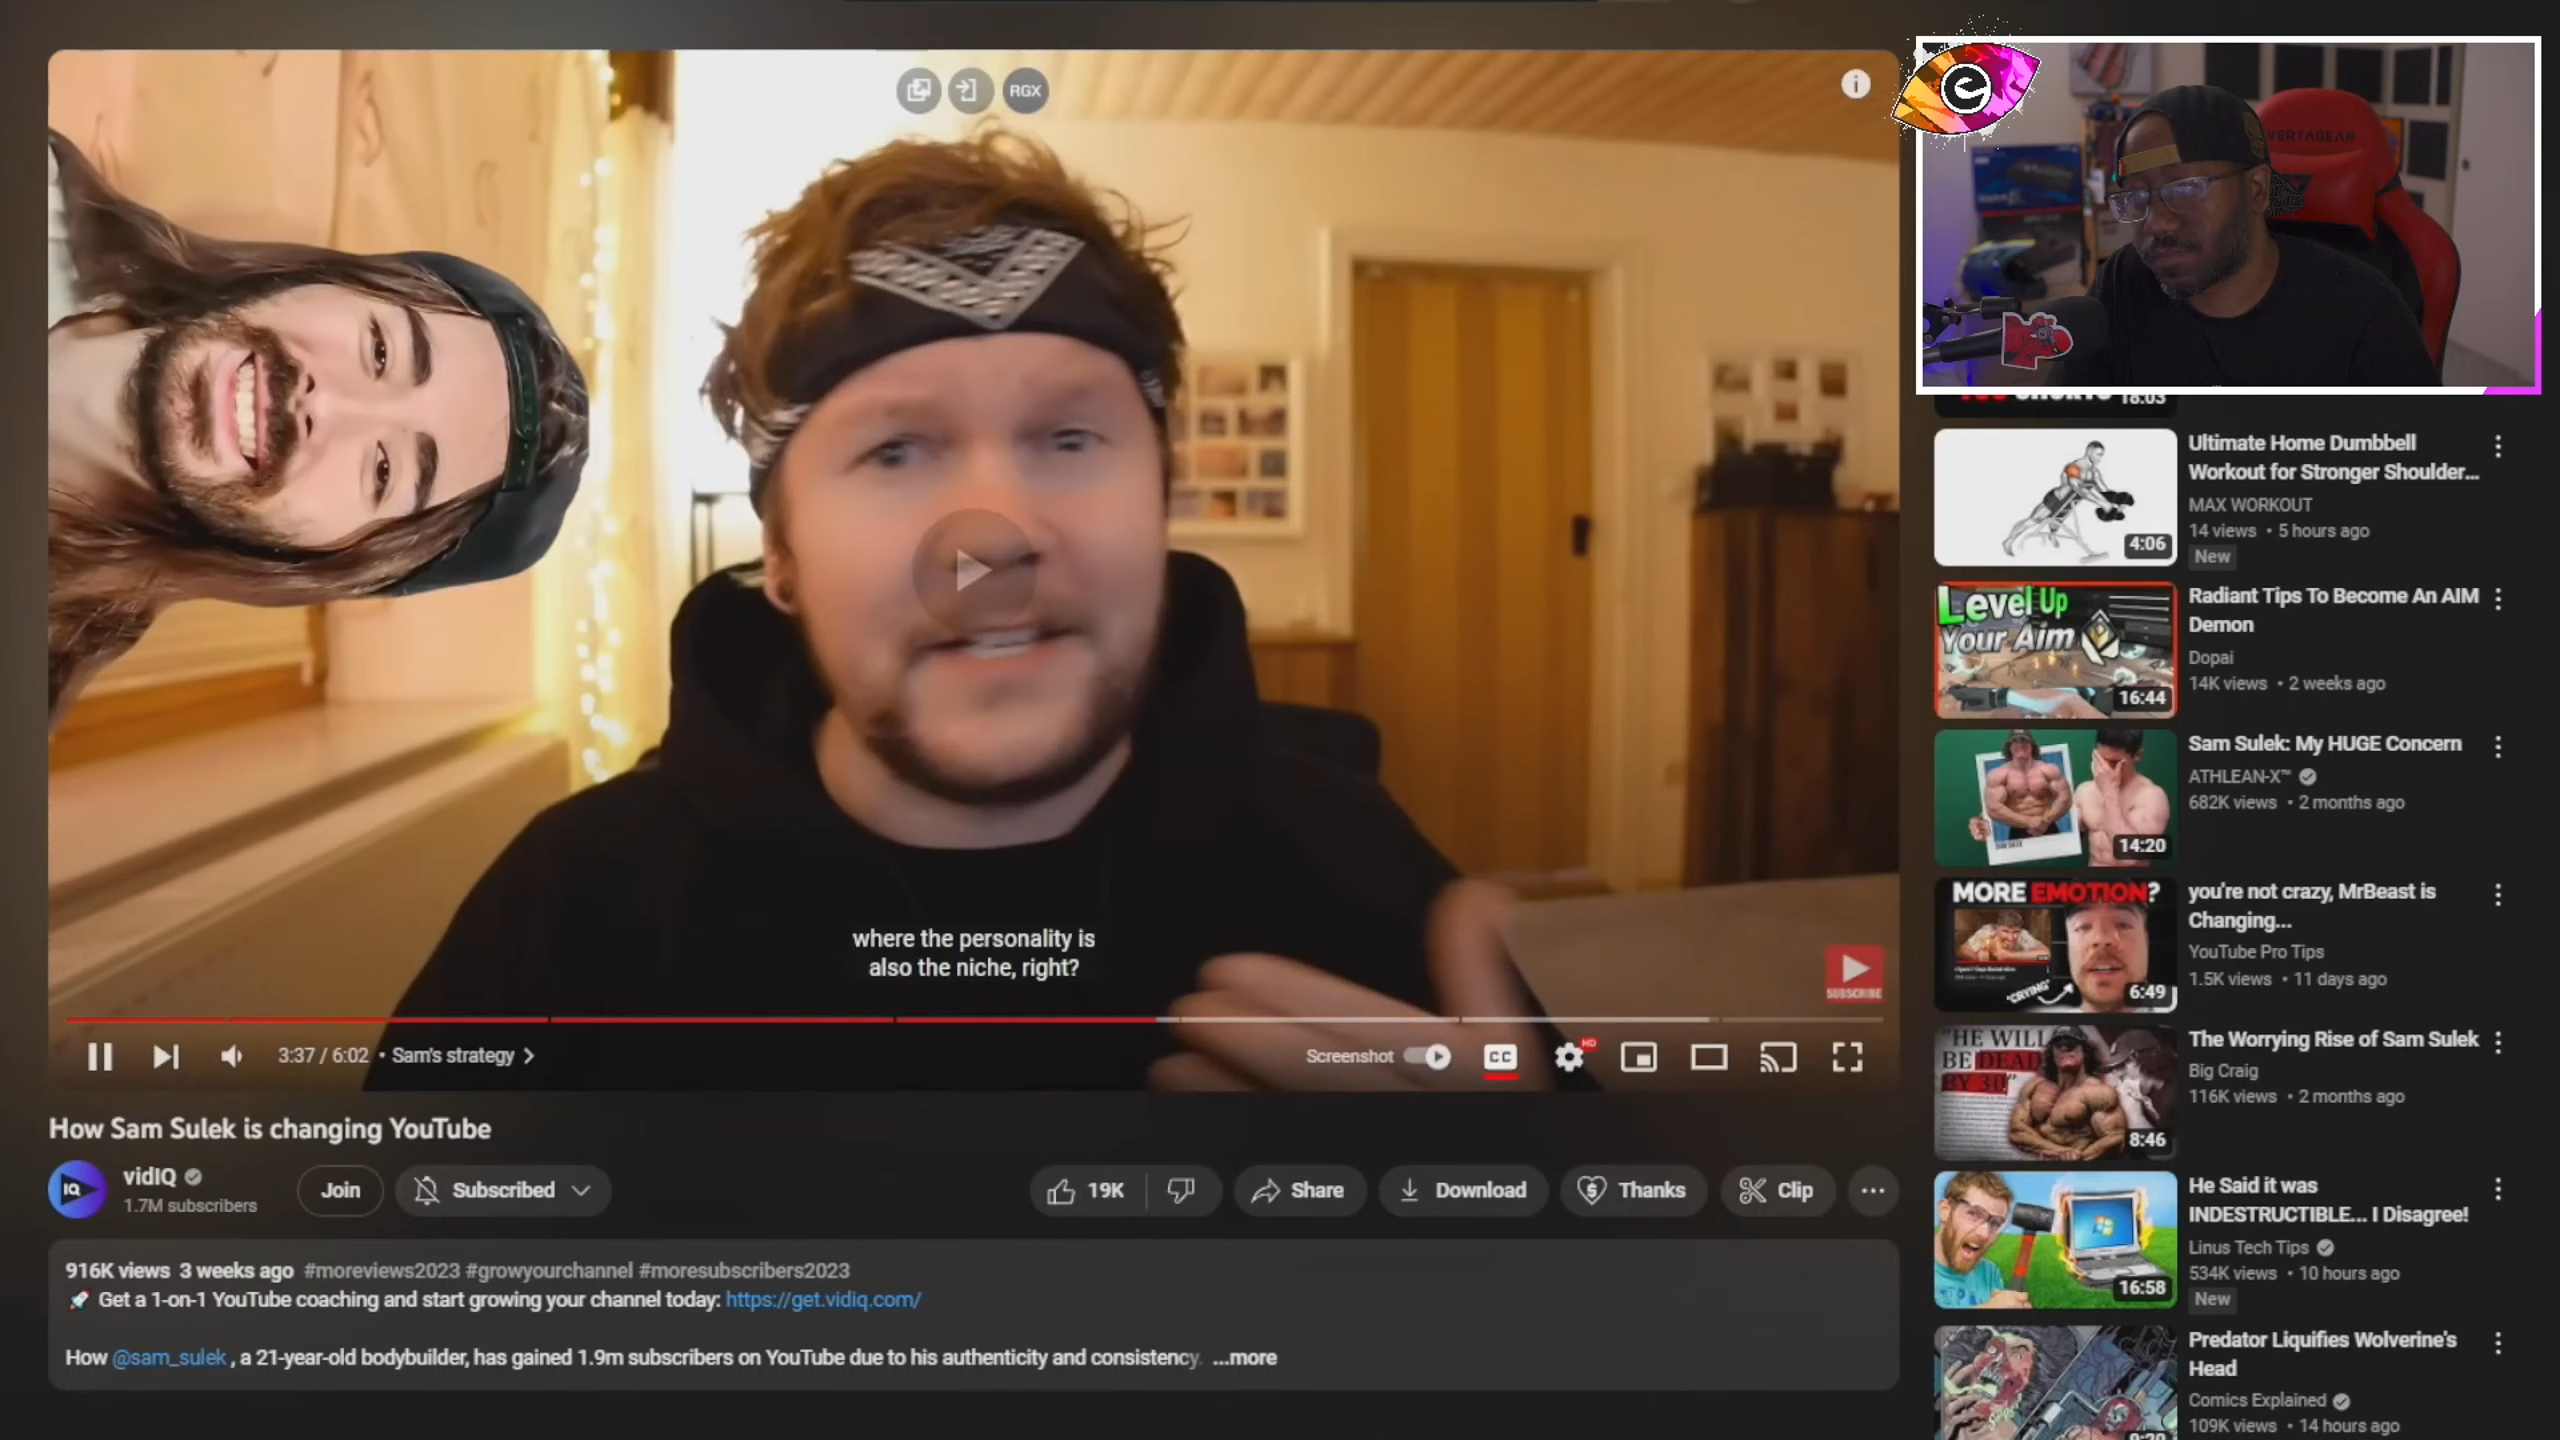 RGX
VERTAGEAR
where the personality is
also the niche, right?
SUBSCRIBE
3:37 / 6:02 • Sam's strategy
Screenshot
CC
HD
How Sam Sulek is changing YouTube
IQ
vidIQ
1.7M subscribers
Join
Subscribed
19K
Share
Download
Thanks
Clip
916K views 3 weeks ago #moreviews2023 #growyourchannel #moresubscribers2023
Get a 1-on-1 YouTube coaching and start growing your channel today: https://get.vidiq.com/
How @sam_sulek , a 21-year-old bodybuilder, has gained 1.9m subscribers on YouTube due to his authenticity and consistency. ...more
18:03
4:06
Ultimate Home Dumbbell
Workout for Stronger Shoulder...
MAX WORKOUT
14 views • 5 hours ago
New
Level Up
Your Aim
16:44
Radiant Tips To Become An AIM
Demon
Dopai
14K views • 2 weeks ago
14:20
Sam Sulek: My HUGE Concern
ATHLEAN-X™
682K views • 2 months ago
MORE EMOTION?
"CRYING"
6:49
you're not crazy, MrBeast is
Changing...
YouTube Pro Tips
1.5K views • 11 days ago
"HE WILL
BE DEAD
BY 30"
8:46
The Worrying Rise of Sam Sulek
Big Craig
116K views • 2 months ago
16:58
He Said it was
INDESTRUCTIBLE... I Disagree!
Linus Tech Tips
534K views • 10 hours ago
New
Predator Liquifies Wolverine's
Head
Comics Explained
109K views • 14 hours ago